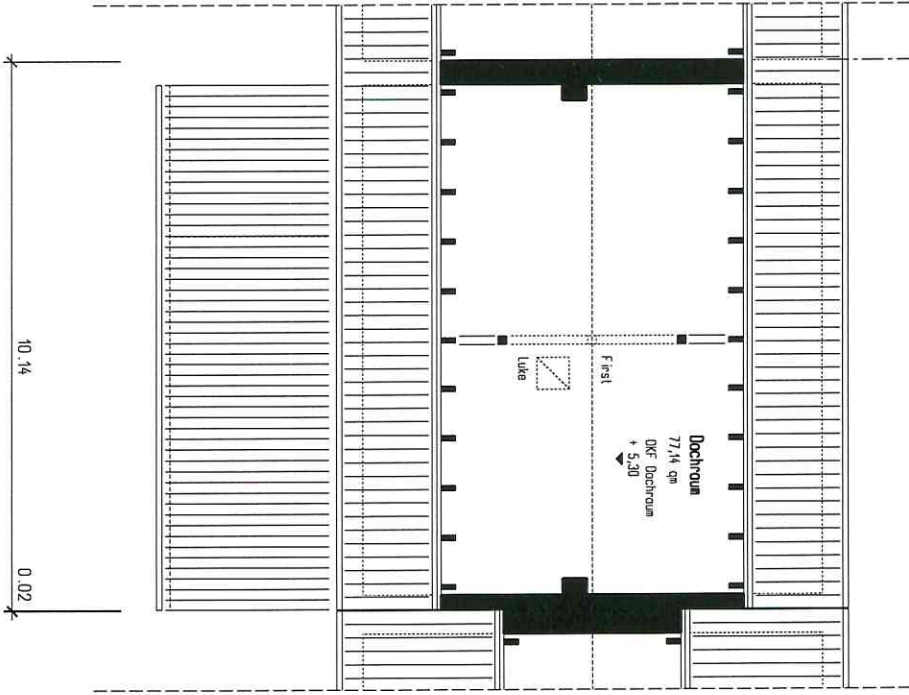 Dachraum
77,14 qm
OKF Dachraum
+ 5,30
First
Luke
10.14
0.02